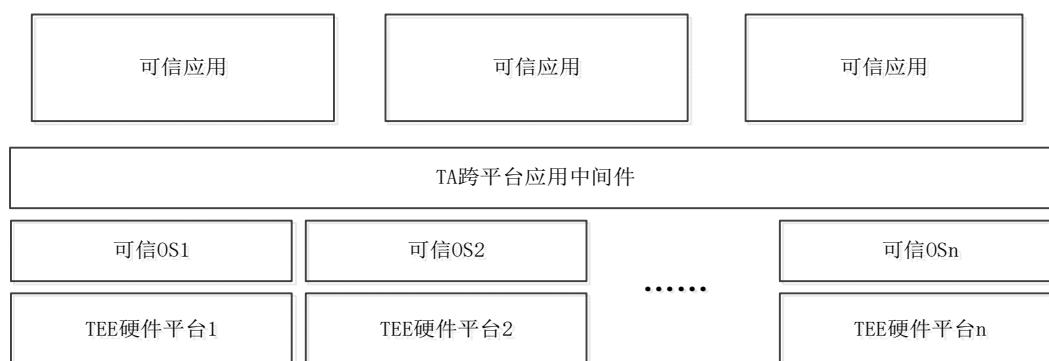 可信应用
可信应用
可信应用
TA跨平台应用中间件
可信OS1
可信OS2
可信OSn
……
TEE硬件平台1
TEE硬件平台2
TEE硬件平台n